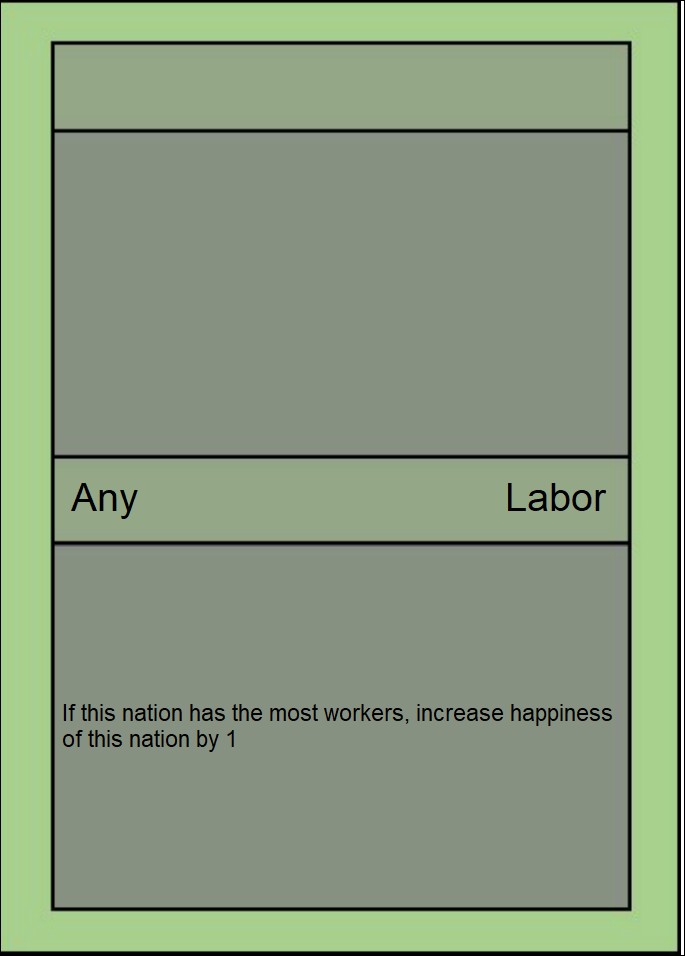 Any Labor
If this nation has the most workers, increase happiness
of this nation by 1